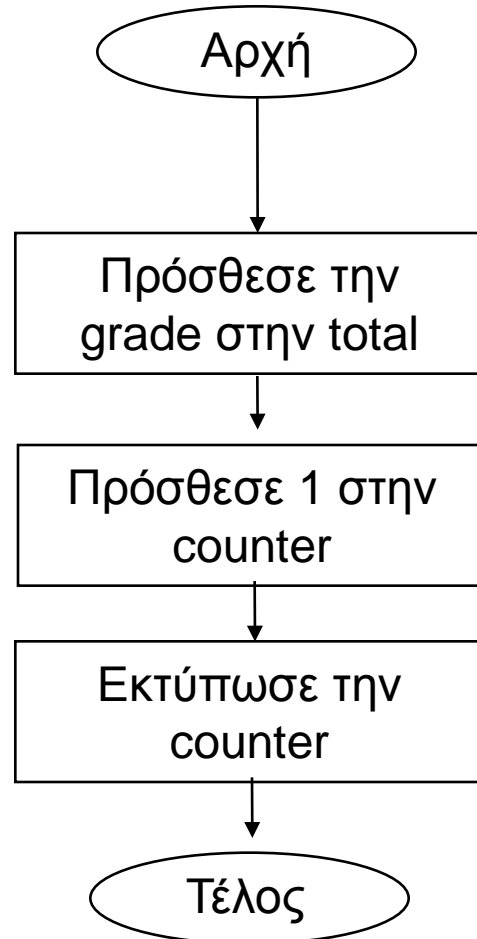 Αρχή
Πρόσθεσε την
grade στην total
Πρόσθεσε 1 στην
counter
Εκτύπωσε την
counter
Τέλος